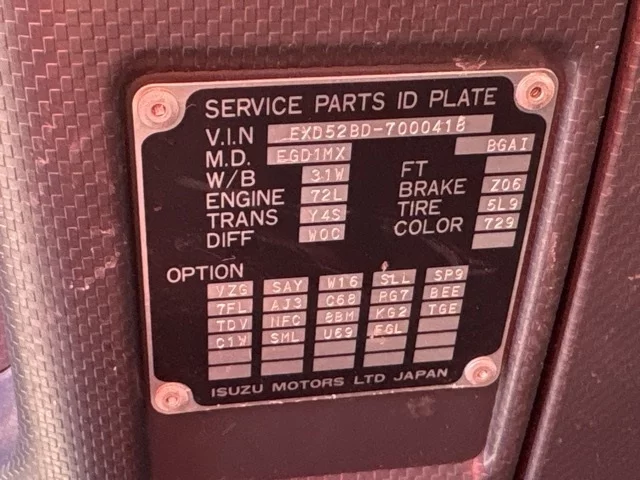 SERVICE PARTS ID PLATE
V.I.N EXD52BD-7000418
M.D. EGD1MX BGAI
W/B 31W FT
ENGINE 72L BRAKE Z06
TRANS Y4S TIRE 5L9
DIFF W0C COLOR 729
OPTION
VZG SAY W16 SLL SP9
7FL AJ3 C68 RG7 BEE
TDV NFC 8BM KG2 TGE
C1W SML U69 FGL
ISUZU MOTORS LTD JAPAN